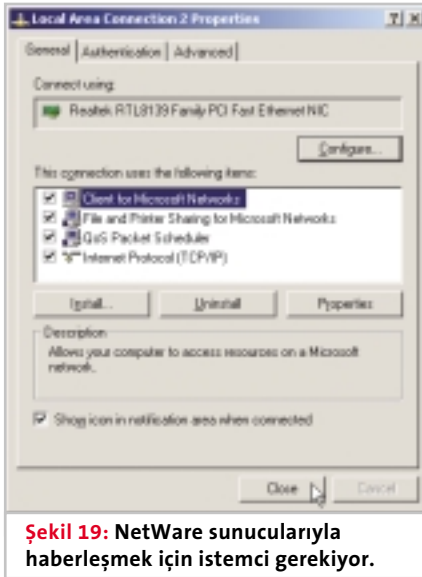 Local Area Connection 2 Properties
General Authentication Advanced
Connect using:
Realtek RTL8139 Family PCI Fast Ethernet NIC
Configure...
This connection uses the following items:
Client for Microsoft Networks
File and Printer Sharing for Microsoft Networks
QoS Packet Scheduler
Internet Protocol (TCP/IP)
Install... Uninstall Properties
Description
Allows your computer to access resources on a Microsoft
network.
Show icon in notification area when connected
Close Cancel
Şekil 19: NetWare sunucularıyla
haberleşmek için istemci gerekiyor.